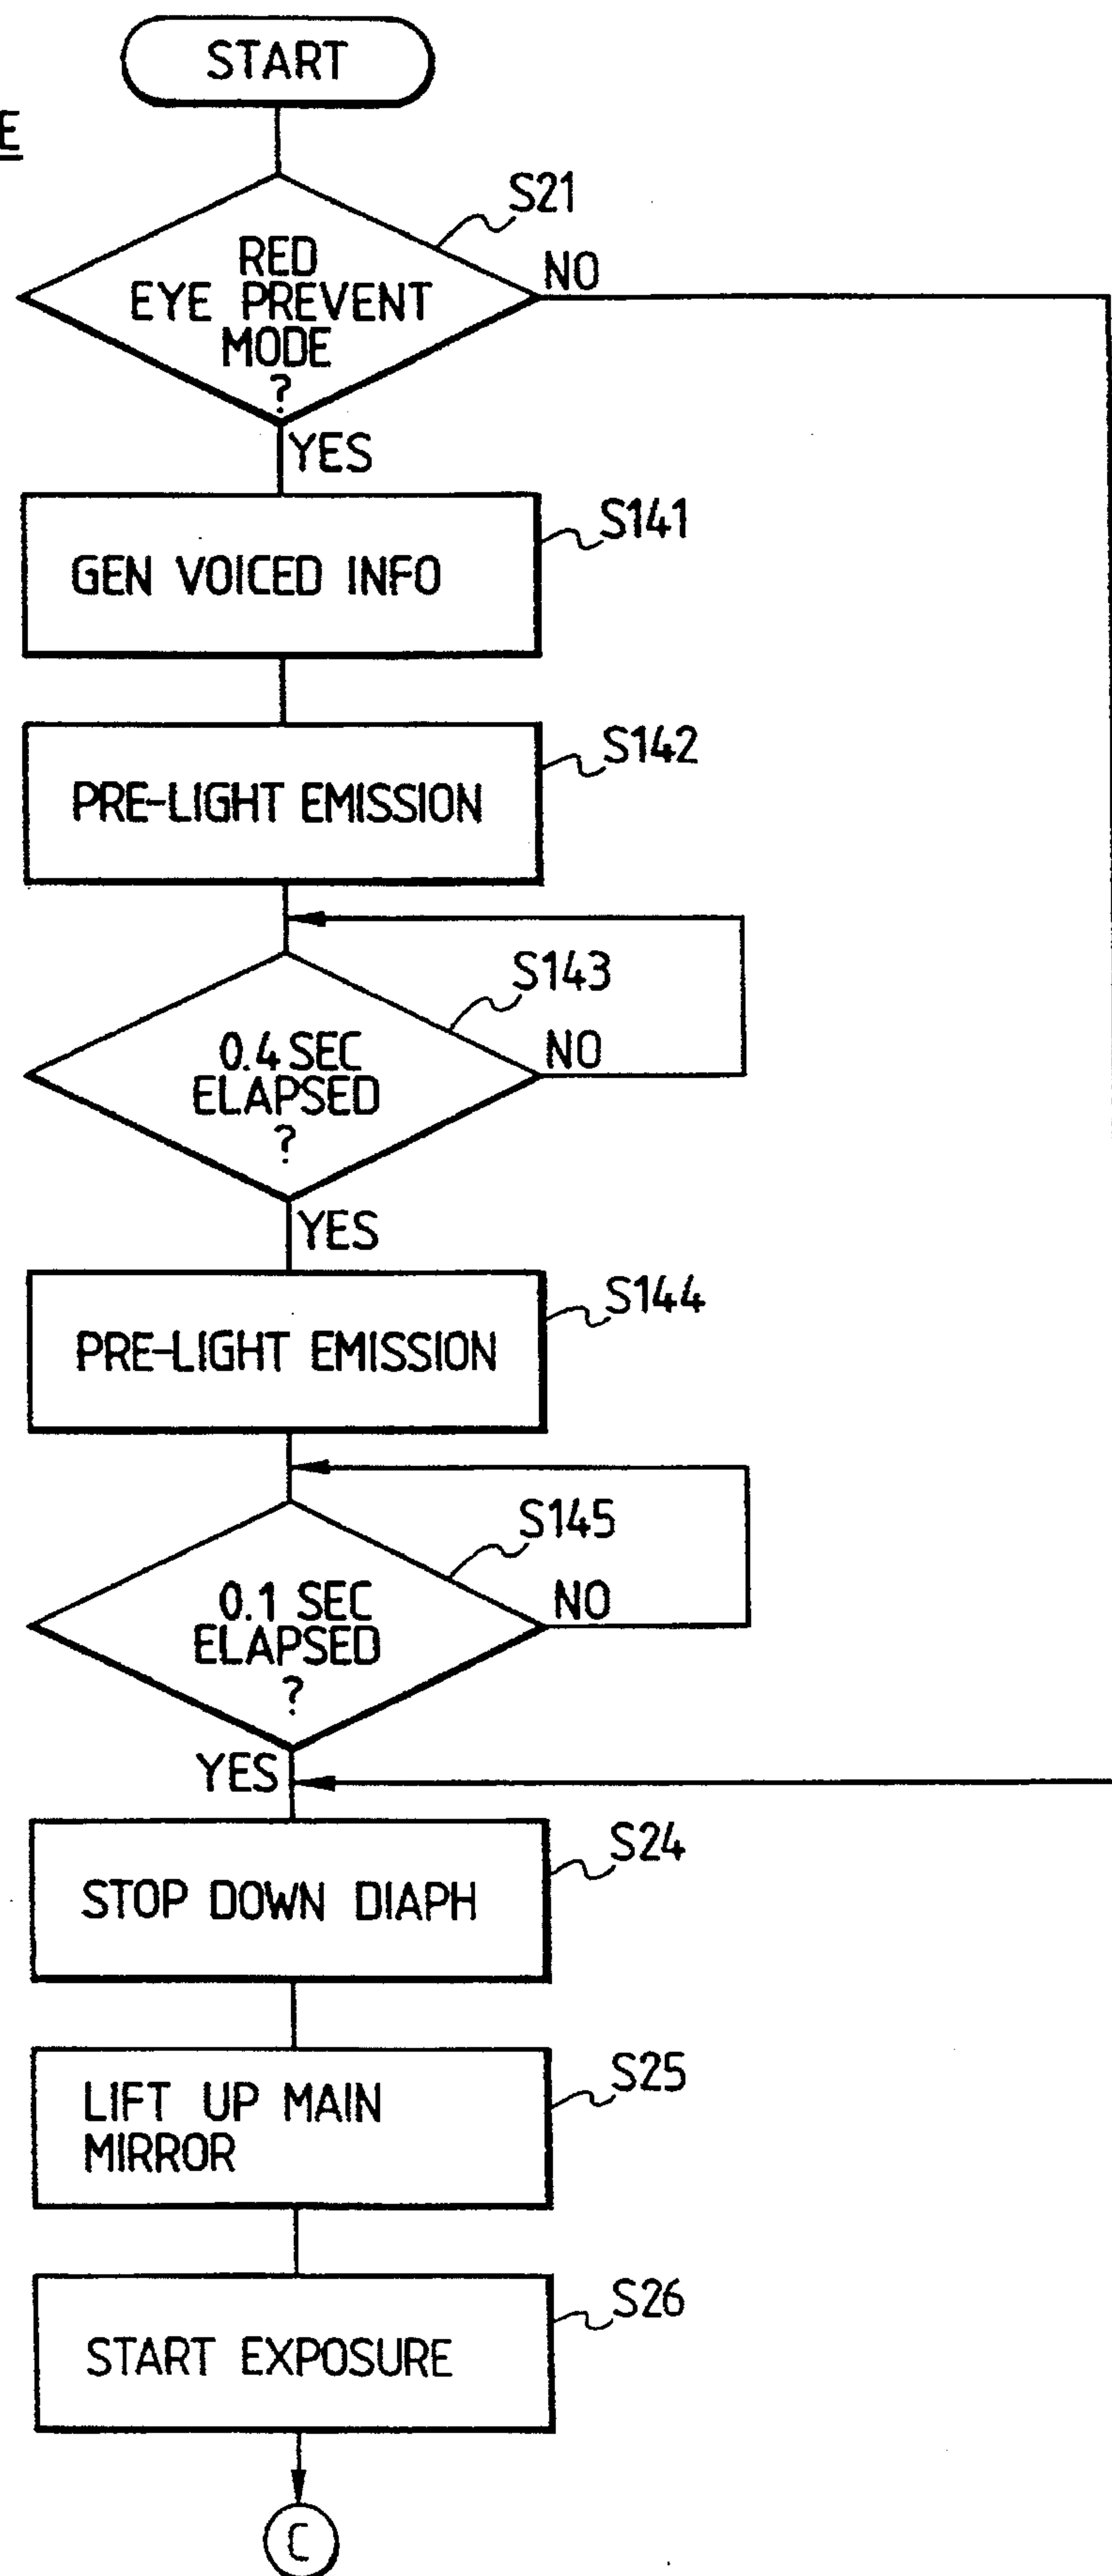 START
E
S21
RED
EYE PREVENT
MODE
?
NO
YES
S141
GEN VOICED INFO
S142
PRE-LIGHT EMISSION
S143
0.4 SEC
ELAPSED
?
NO
YES
S144
PRE-LIGHT EMISSION
S145
0.1 SEC
ELAPSED
?
NO
YES
S24
STOP DOWN DIAPH
S25
LIFT UP MAIN
MIRROR
S26
START EXPOSURE
C